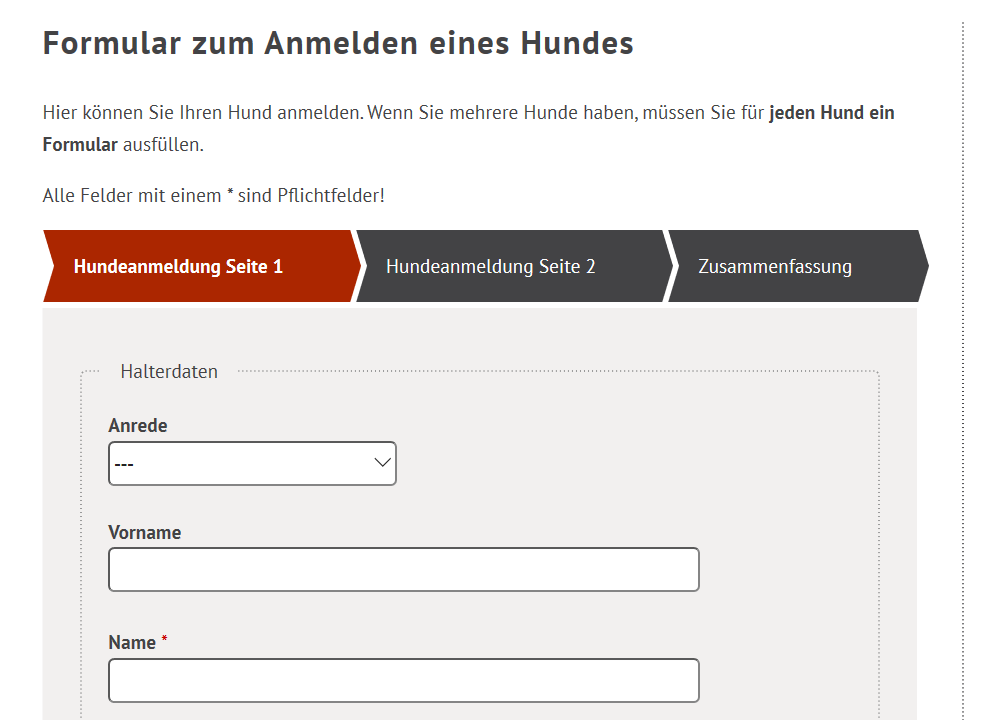 Formular zum Anmelden eines Hundes
Hier können Sie Ihren Hund anmelden. Wenn Sie mehrere Hunde haben, müssen Sie für jeden Hund ein
Formular ausfüllen.
Alle Felder mit einem * sind Pflichtfelder!
Hundeanmeldung Seite 1
Hundeanmeldung Seite 2
Zusammenfassung
Halterdaten
Anrede
---
Vorname
Name *